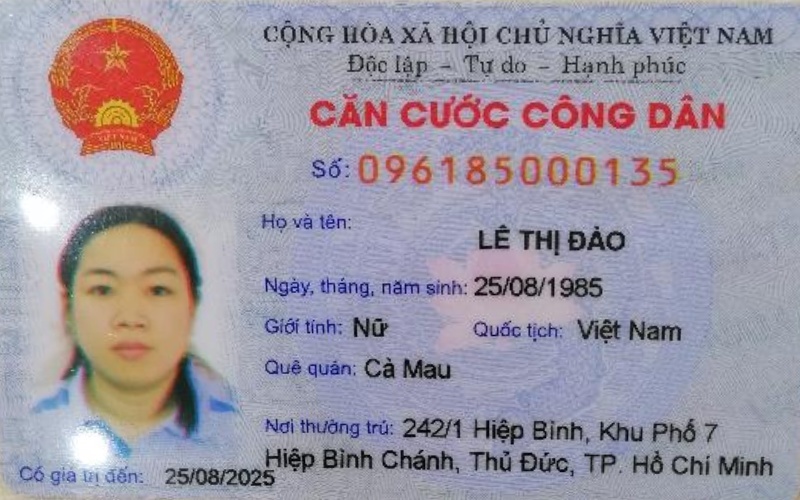 CỘNG HÒA XÃ HỘI CHỦ NGHĨA VIỆT NAM
Độc lập – Tự do – Hạnh phúc
CĂN CƯỚC CÔNG DÂN
Số: 096185000135
Họ và tên:
LÊ THỊ ĐÀO
Ngày, tháng, năm sinh: 25/08/1985
Giới tính: Nữ Quốc tịch: Việt Nam
Quê quán: Cà Mau
Nơi thường trú: 242/1 Hiệp Bình, Khu Phố 7
Hiệp Bình Chánh, Thủ Đức, TP. Hồ Chí Minh
Có giá trị đến: 25/08/2025